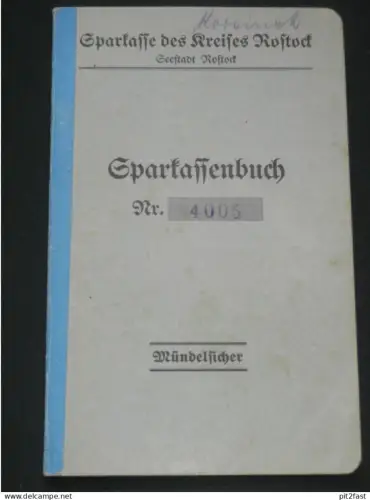 Sparkasse des Kreises Rostock
Seestadt Rostock
Sparkassenbuch
Nr. 4005
Mündelsicher
© www.delcampe.net
pit2fast